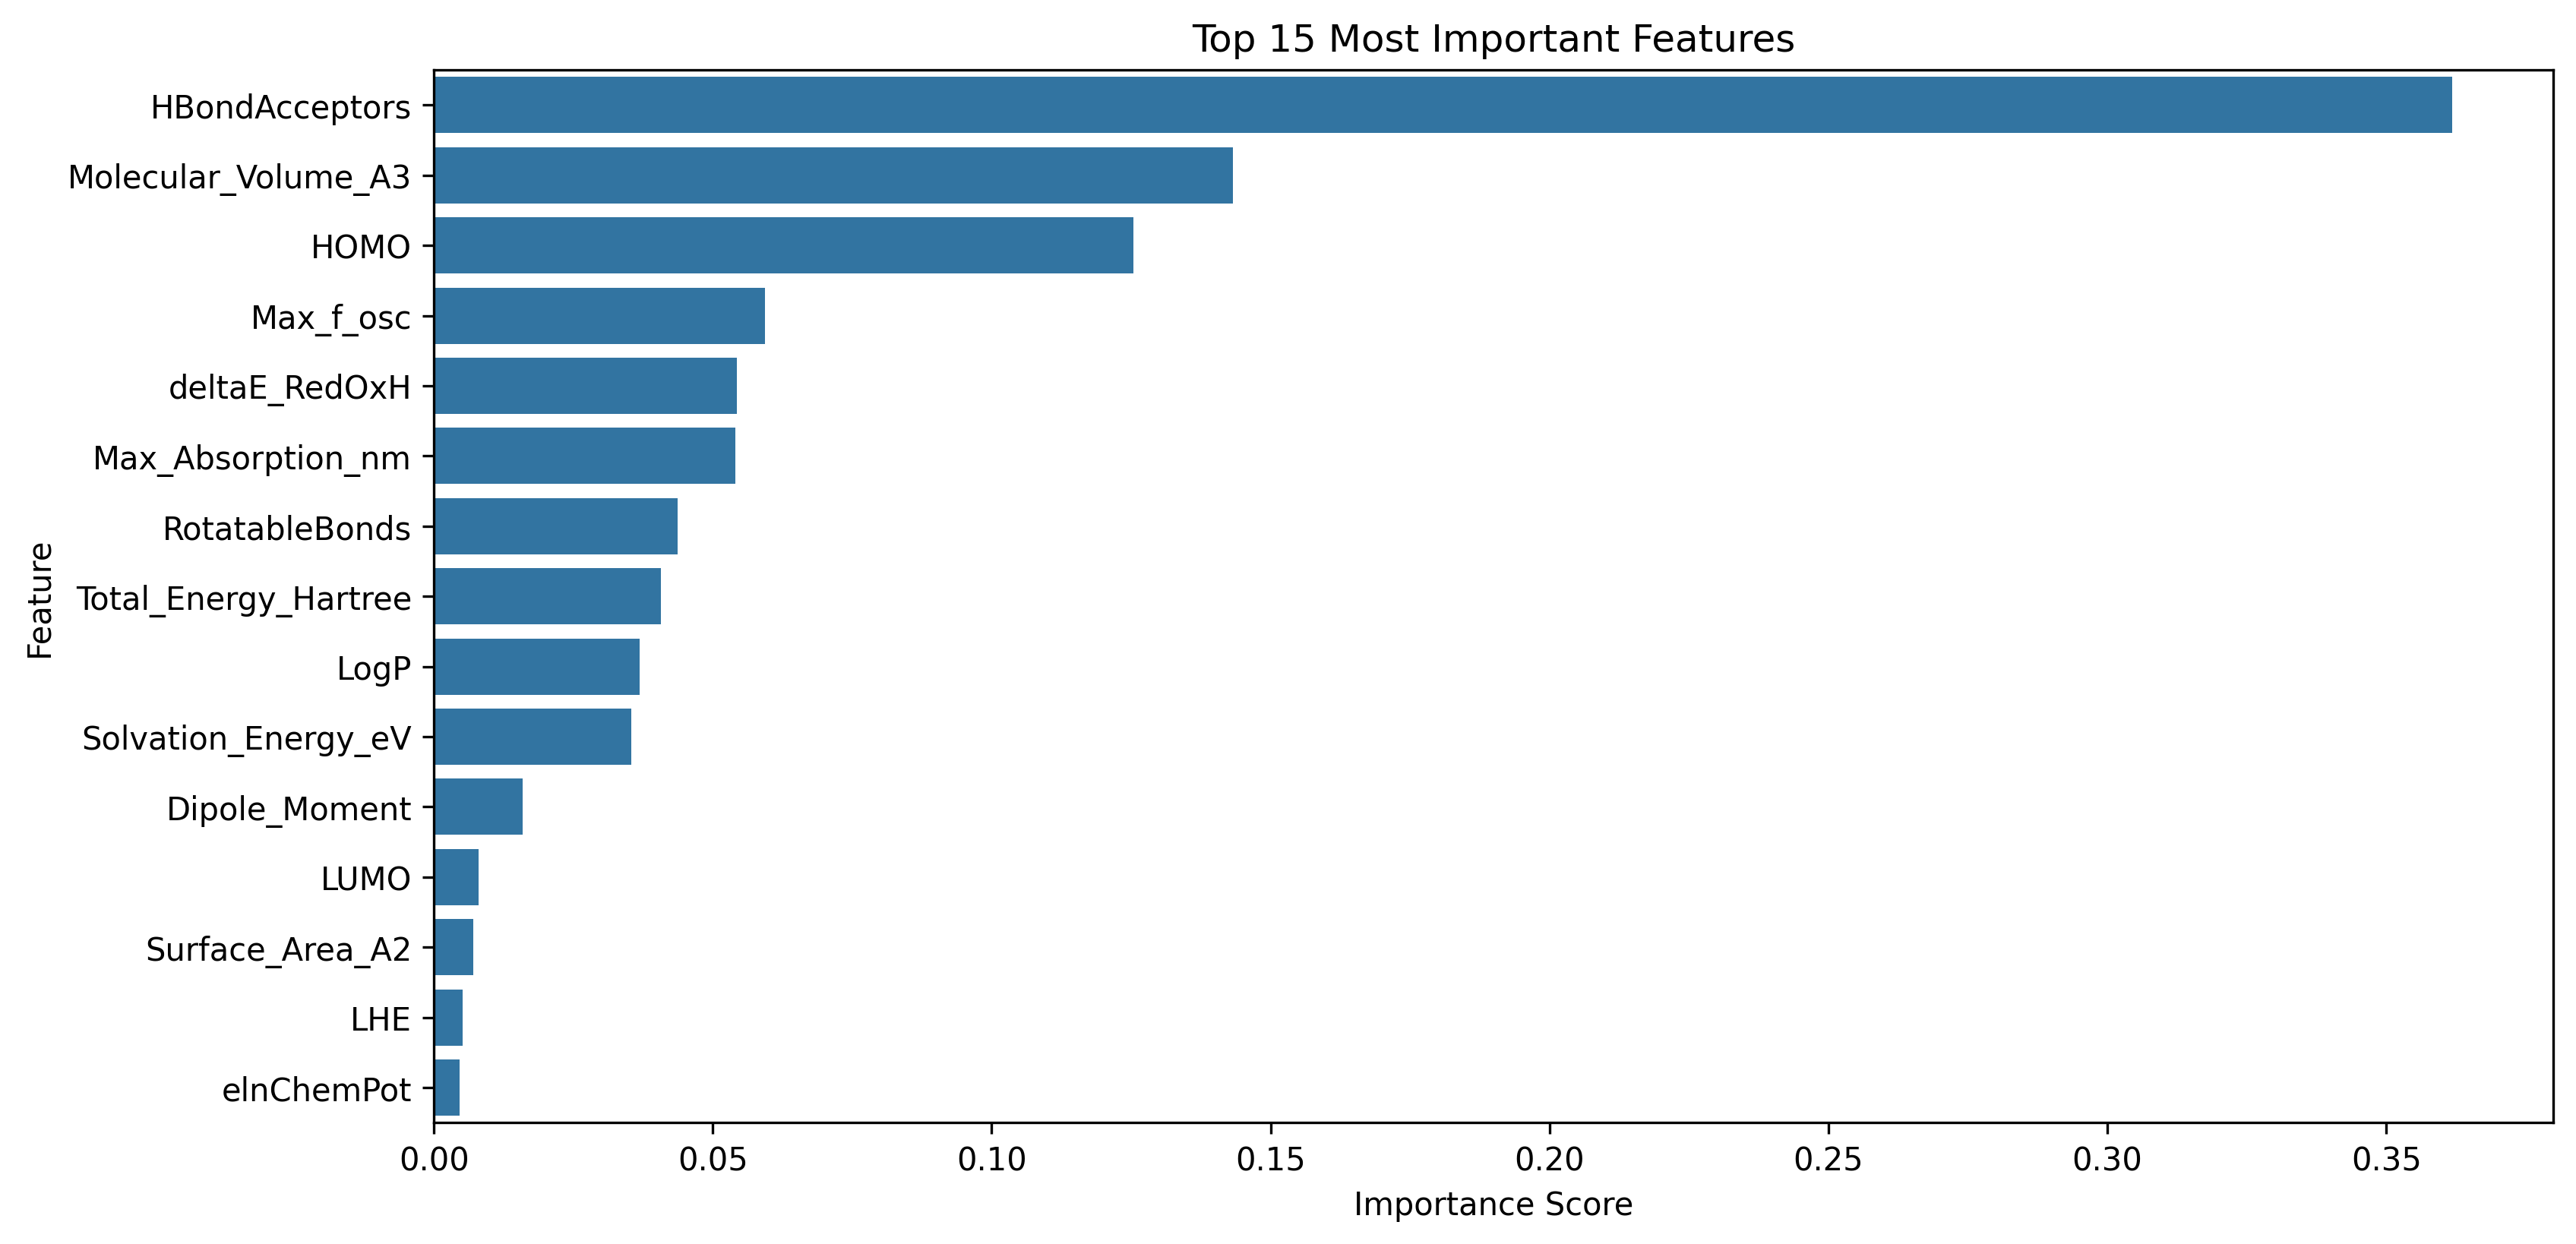 Top 15 Most Important Features
HBondAcceptors
Molecular_Volume_A3
HOMO
Max_f_osc
deltaE_RedOxH
Max_Absorption_nm
RotatableBonds
Total_Energy_Hartree
LogP
Solvation_Energy_eV
Dipole_Moment
LUMO
Surface_Area_A2
LHE
elnChemPot
Feature
0.00 0.05 0.10 0.15 0.20 0.25 0.30 0.35
Importance Score